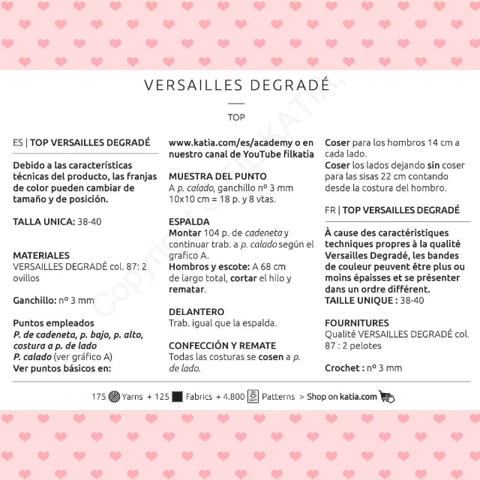 VERSAILLES DEGRADÉ
TOP
ES | TOP VERSAILLES DEGRADÉ
Debido a las características
técnicas del producto, las franjas
de color pueden cambiar de
tamaño y de posición.
TALLA UNICA: 38-40
MATERIALES
VERSAILLES DEGRADÉ col. 87: 2
ovillos
Ganchillo: nº 3 mm
Puntos empleados
P. de cadeneta, p. bajo, p. alto,
costura a p. de lado
P. calado (ver gráfico A)
Ver puntos básicos en:
www.katia.com/es/academy o en
nuestro canal de YouTube filkatia
MUESTRA DEL PUNTO
A p. calado, ganchillo nº 3 mm
10x10 cm = 18 p. y 8 vtas.
ESPALDA
Montar 104 p. de cadeneta y
continuar trab. a p. calado según el
grafico A.
Hombros y escote: A 68 cm
de largo total, cortar el hilo y
rematar.
DELANTERO
Trab. igual que la espalda.
CONFECCIÓN Y REMATE
Todas las costuras se cosen a p.
de lado.
Coser para los hombros 14 cm a
cada lado.
Coser los lados dejando sin coser
para las sisas 22 cm contando
desde la costura del hombro.
FR | TOP VERSAILLES DEGRADÉ
À cause des caractéristiques
techniques propres à la qualité
Versailles Degradé, les bandes
de couleur peuvent être plus ou
moins épaisses et se présenter
dans un ordre différent.
TAILLE UNIQUE : 38-40
FOURNITURES
Qualité VERSAILLES DEGRADÉ col.
87 : 2 pelotes
Crochet : nº 3 mm
175 Yarns + 125 Fabrics + 4.800 Patterns > Shop on katia.com